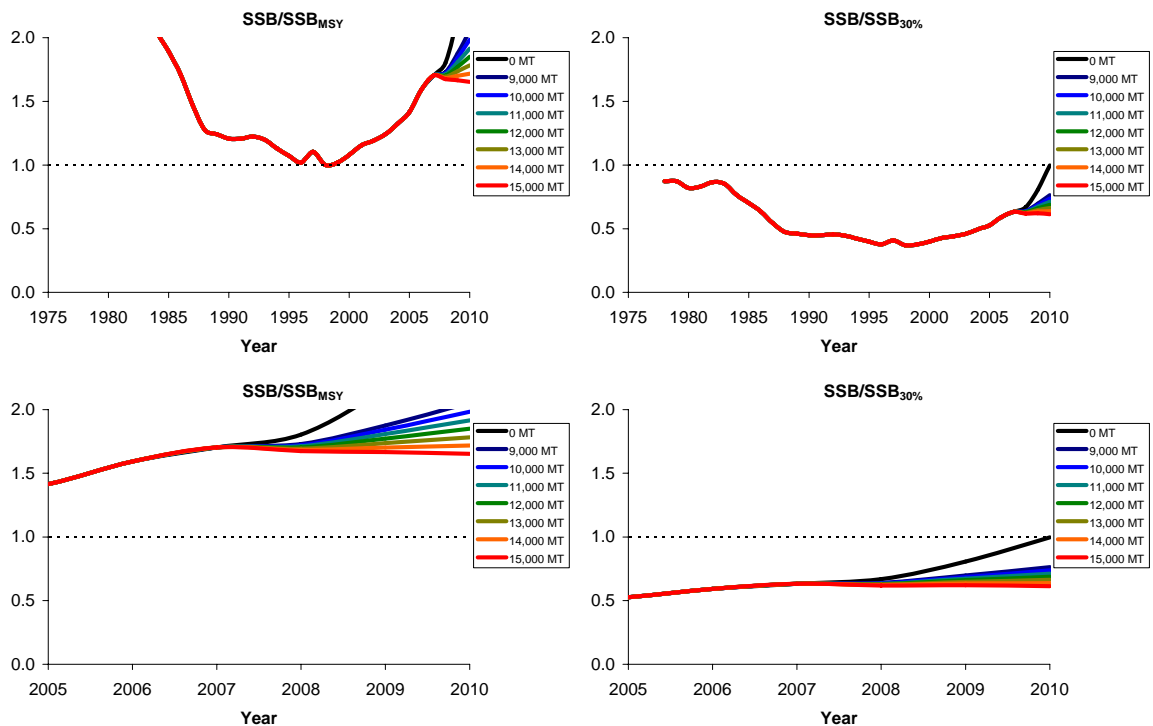 SSB/SSBMSY
2.0
1.5
1.0
0.5
0.0
1975 1980 1985 1990 1995 2000 2005 2010
Year
0 MT
9,000 MT
10,000 MT
11,000 MT
12,000 MT
13,000 MT
14,000 MT
15,000 MT
SSB/SSB30%
2.0
1.5
1.0
0.5
0.0
1975 1980 1985 1990 1995 2000 2005 2010
Year
0 MT
9,000 MT
10,000 MT
11,000 MT
12,000 MT
13,000 MT
14,000 MT
15,000 MT
SSB/SSBMSY
2.0
1.5
1.0
0.5
0.0
2005 2006 2007 2008 2009 2010
Year
0 MT
9,000 MT
10,000 MT
11,000 MT
12,000 MT
13,000 MT
14,000 MT
15,000 MT
SSB/SSB30%
2.0
1.5
1.0
0.5
0.0
2005 2006 2007 2008 2009 2010
Year
0 MT
9,000 MT
10,000 MT
11,000 MT
12,000 MT
13,000 MT
14,000 MT
15,000 MT